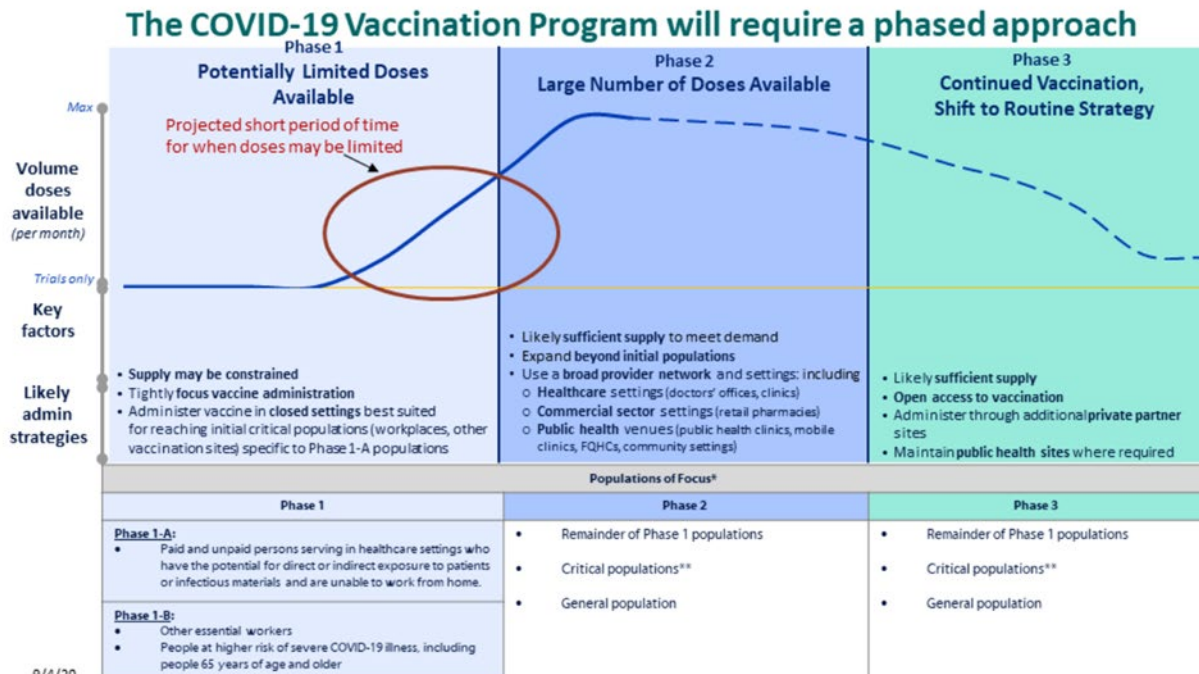 The COVID-19 Vaccination Program will require a phased approach
Phase 1
Potentially Limited Doses
Available
Projected short period of time
for when doses may be limited
Phase 2
Large Number of Doses Available
Phase 3
Continued Vaccination,
Shift to Routine Strategy
Max
Volume
doses
available
(per month)
Trials only
Key
factors
Likely
admin
strategies
• Supply may be constrained
• Tightly focus vaccine administration
• Administer vaccine in closed settings best suited
for reaching initial critical populations (workplaces, other
vaccination sites) specific to Phase 1-A populations
• Likely sufficient supply to meet demand
• Expand beyond initial populations
• Use a broad provider network and settings: including
o Healthcare settings (doctors' offices, clinics)
o Commercial sector settings (retail pharmacies)
o Public health venues (public health clinics, mobile
clinics, FQHCs, community settings)
• Likely sufficient supply
• Open access to vaccination
• Administer through additional private partner
sites
• Maintain public health sites where required
Populations of Focus*
Phase 1
Phase 2
Phase 3
Phase 1-A:
• Paid and unpaid persons serving in healthcare settings who
have the potential for direct or indirect exposure to patients
or infectious materials and are unable to work from home.
Phase 1-B:
• Other essential workers
• People at higher risk of severe COVID-19 illness, including
people 65 years of age and older
• Remainder of Phase 1 populations
• Critical populations**
• General population
• Remainder of Phase 1 populations
• Critical populations**
• General population